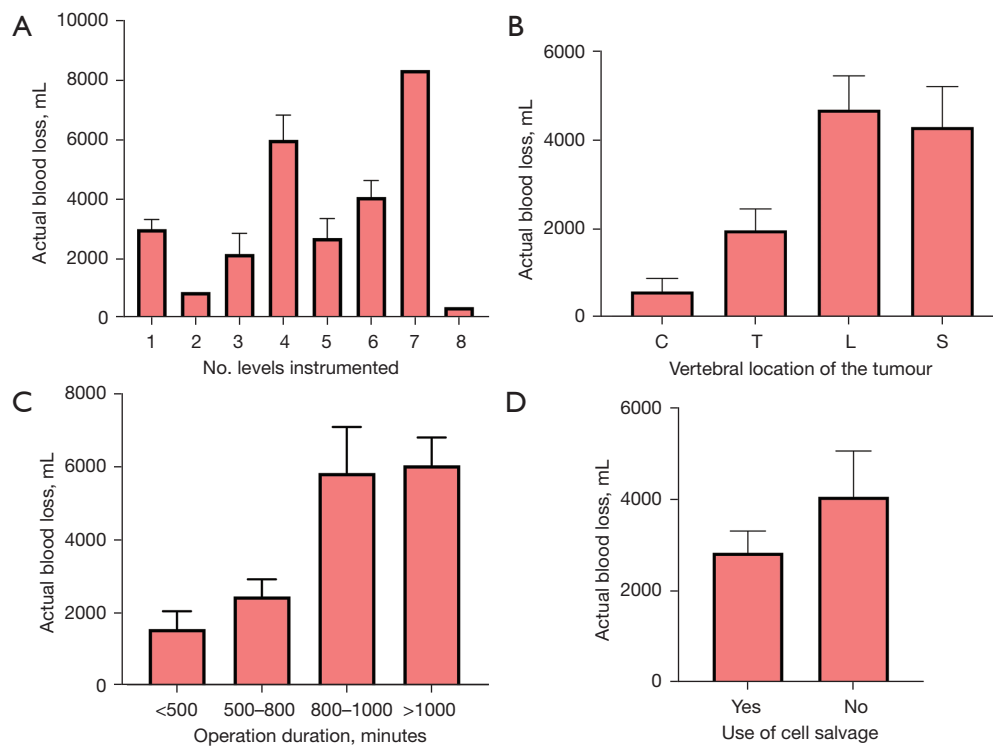 A
Actual blood loss, mL
10000
8000
6000
4000
2000
0
1 2 3 4 5 6 7 8
No. levels instrumented
B
Actual blood loss, mL
6000
4000
2000
0
C T L S
Vertebral location of the tumour
C
Actual blood loss, mL
8000
6000
4000
2000
0
<500 500–800 800–1000 >1000
Operation duration, minutes
D
Actual blood loss, mL
6000
4000
2000
0
Yes No
Use of cell salvage